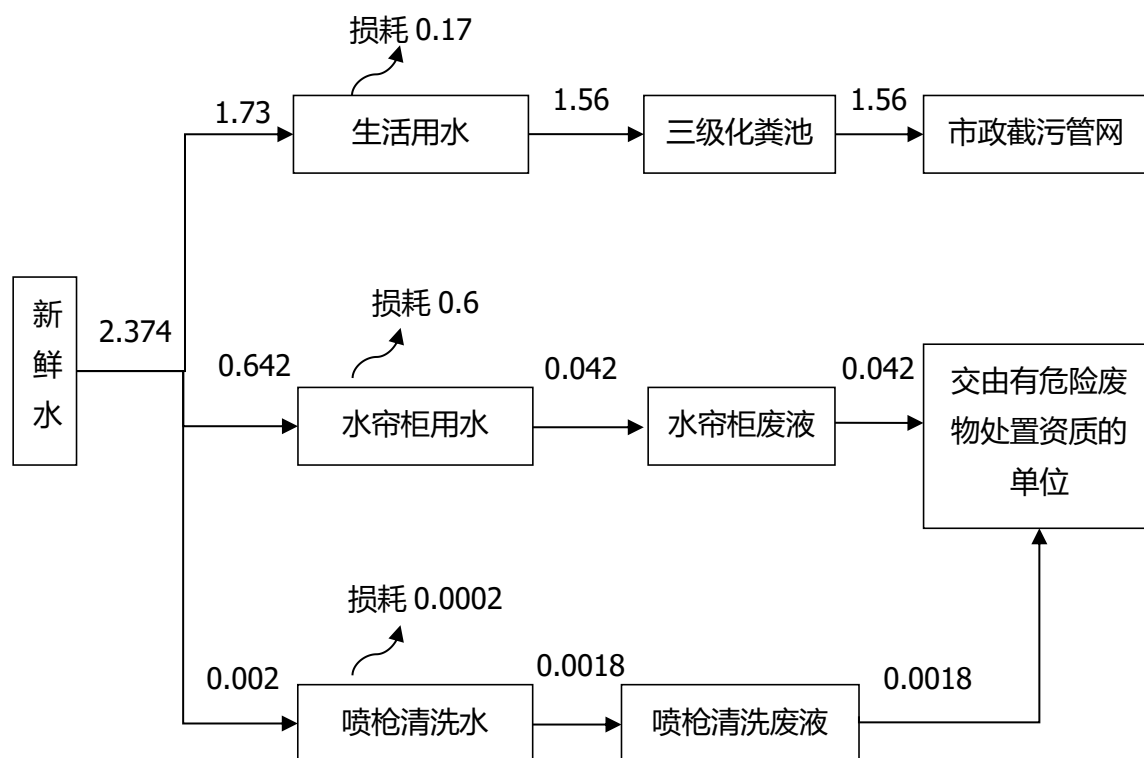 损耗 0.17
1.73
生活用水
1.56
三级化粪池
1.56
市政截污管网
新
鲜
水
2.374
损耗 0.6
0.642
水帘柜用水
0.042
水帘柜废液
0.042
交由有危险废
物处置资质的
单位
损耗 0.0002
0.002
喷枪清洗水
0.0018
喷枪清洗废液
0.0018